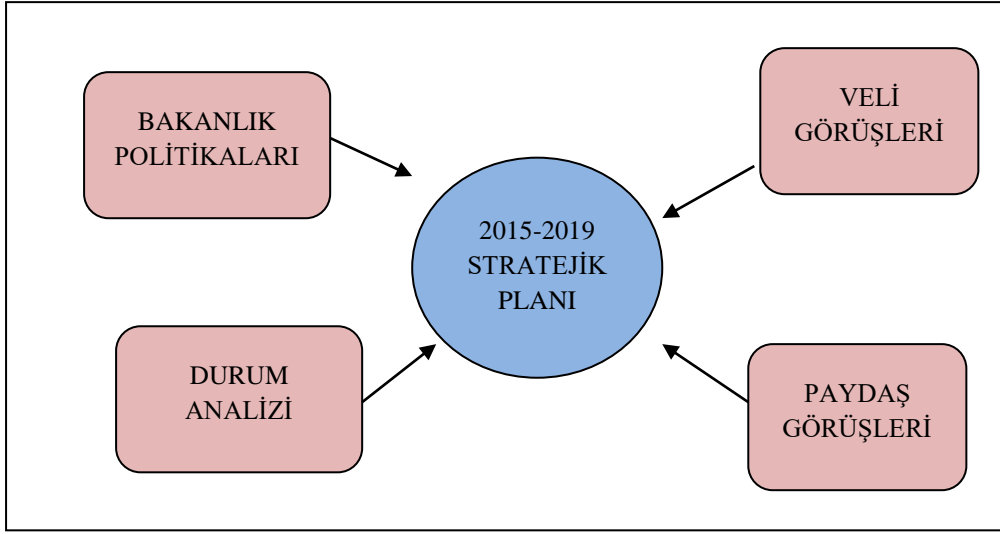 BAKANLIK
POLİTİKALARI
VELİ
GÖRÜŞLERİ
2015-2019
STRATEJİK
PLANI
DURUM
ANALİZİ
PAYDAŞ
GÖRÜŞLERİ